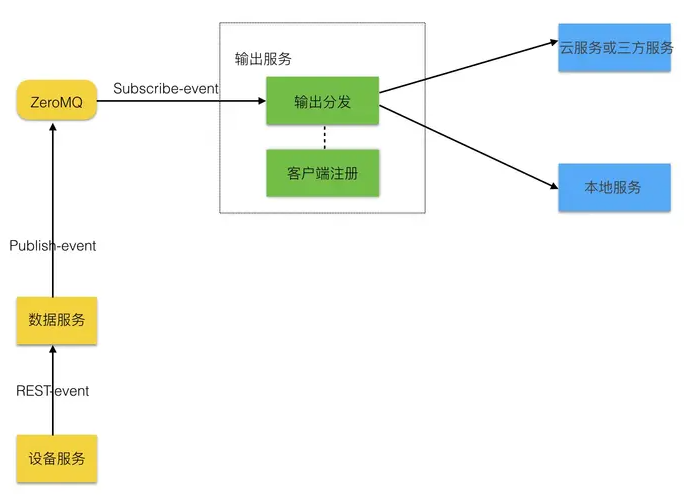 云服务或三方服务
输出服务
Subscribe-event
ZeroMQ
输出分发
客户端注册
本地服务
Publish-event
数据服务
REST-event
设备服务